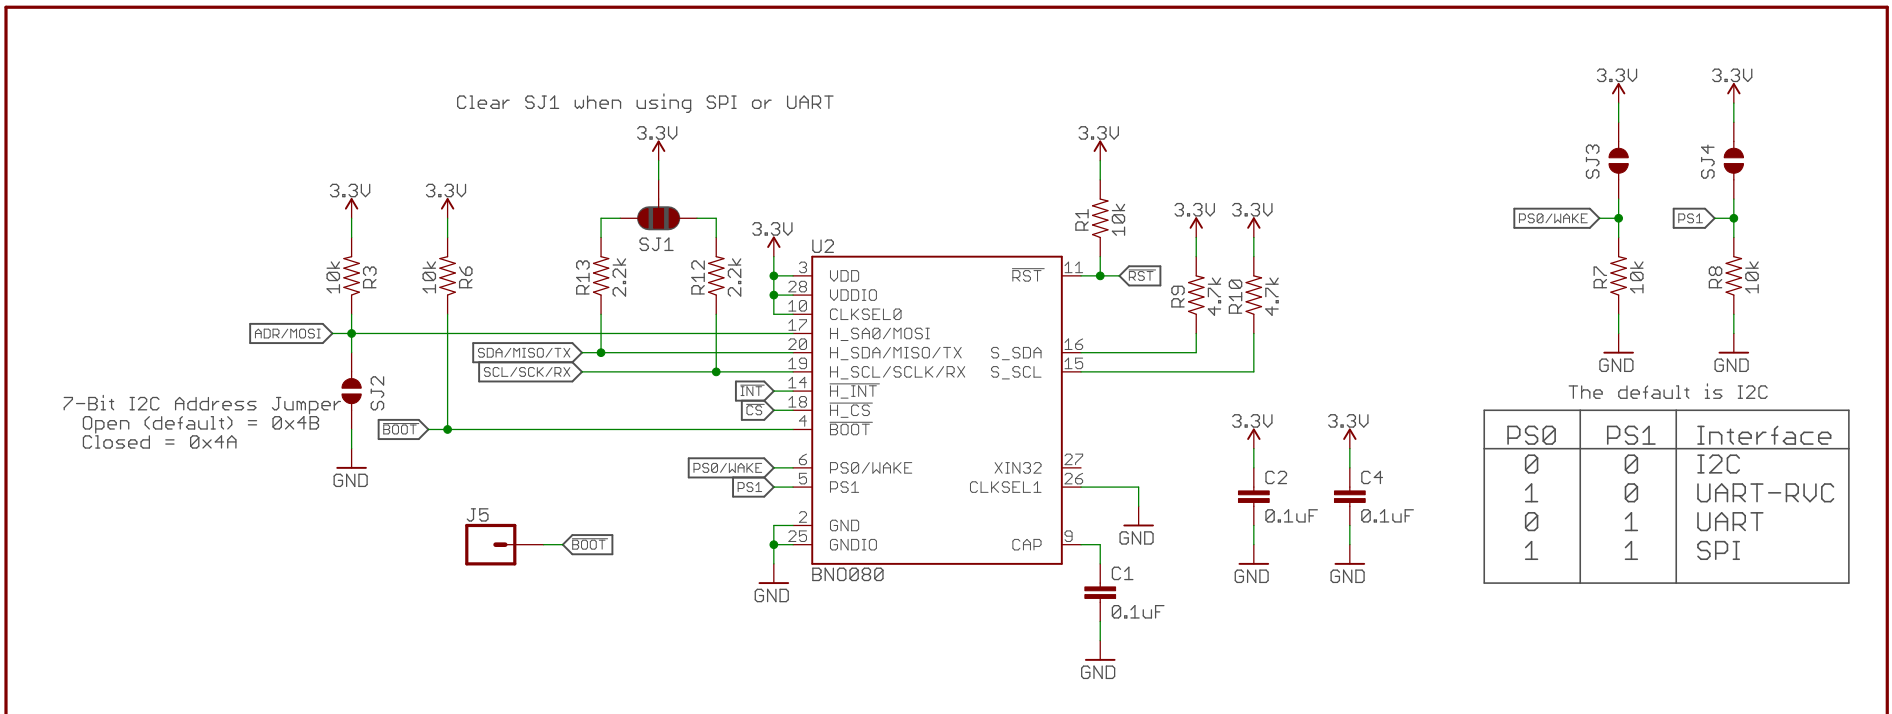 Clear SJ1 when using SPI or UART
3.3V
SJ1
R13
2.2k
R12
2.2k
3.3V
10k
R3
3.3V
10k
R6
ADR/MOSI
SJ2
7-Bit I2C Address Jumper
Open (default) = 0x4B
Closed = 0x4A
GND
BOOT
SDA/MISO/TX
SCL/SCK/RX
INT
CS
PS0/WAKE
PS1
J5
BOOT
3.3V
GND
U2
3 VDD
28 VDDIO
10 CLKSEL0
17 H_SA0/MOSI
20 H_SDA/MISO/TX
19 H_SCL/SCLK/RX
14 H_INT
18 H_CS
4 BOOT
6 PS0/WAKE
5 PS1
2 GND
25 GNDIO
RST 11
S_SDA 16
S_SCL 15
XIN32 27
CLKSEL1 26
CAP 9
BNO080
3.3V
R1
10k
RST
3.3V
R9
4.7k
3.3V
R10
4.7k
GND
C1
0.1uF
GND
3.3V
C2
0.1uF
GND
3.3V
C4
0.1uF
GND
3.3V
SJ3
PS0/WAKE
R7
10k
GND
3.3V
SJ4
PS1
R8
10k
GND
The default is I2C
PS0 PS1 Interface
0 0 I2C
1 0 UART-RVC
0 1 UART
1 1 SPI